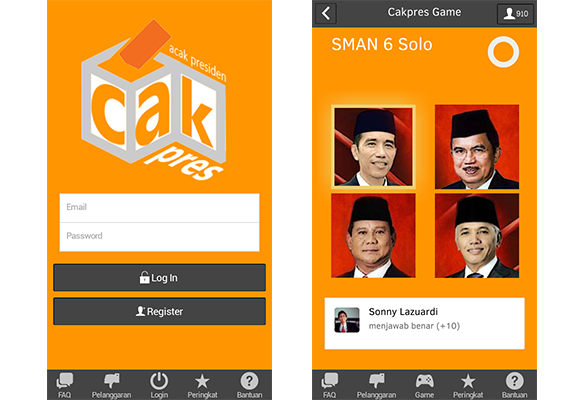 acak presiden
cak
pres
Email
Password
Log In
Register
FAQ Pelanggaran Login Peringkat Bantuan
Cakpres Game
910
SMAN 6 Solo
Sonny Lazuardi
menjawab benar (+10)
FAQ Pelanggaran Game Peringkat Bantuan